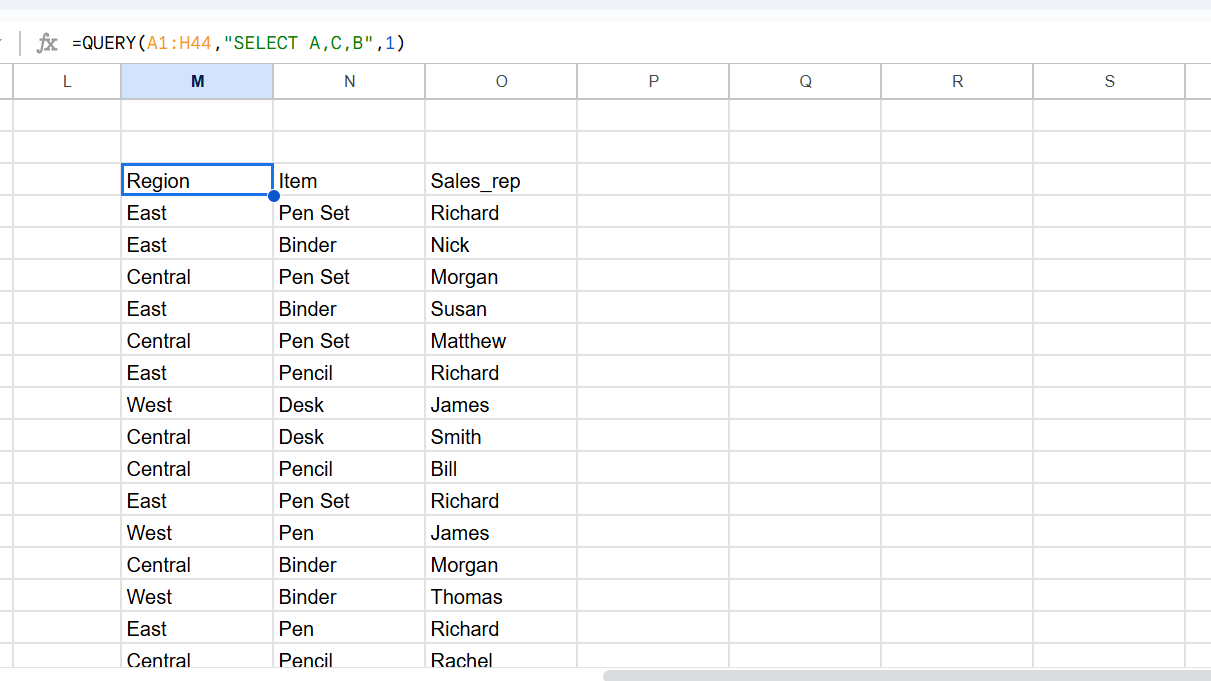 fx =QUERY(A1:H44,"SELECT A,C,B",1)
L M N O P Q R S
Region Item Sales_rep
East Pen Set Richard
East Binder Nick
Central Pen Set Morgan
East Binder Susan
Central Pen Set Matthew
East Pencil Richard
West Desk James
Central Desk Smith
Central Pencil Bill
East Pen Set Richard
West Pen James
Central Binder Morgan
West Binder Thomas
East Pen Richard
Central Pencil Rachel